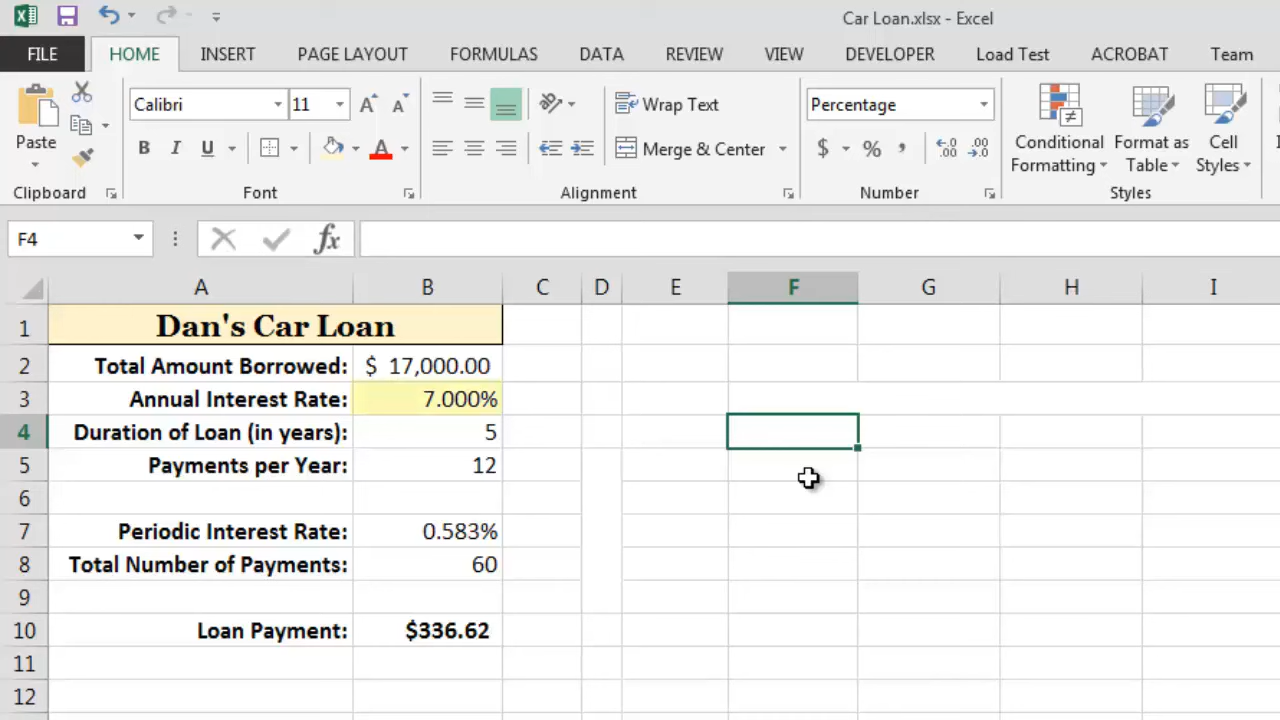 Car Loan.xlsx - Excel
FILE HOME INSERT PAGE LAYOUT FORMULAS DATA REVIEW VIEW DEVELOPER Load Test ACROBAT Team
Calibri 11 A A Wrap Text Percentage
Paste B I U A Merge & Center $ % , .00 .00 Conditional Formatting Format as Table Cell Styles
Clipboard Font Alignment Number Styles
F4 fx
A B C D E F G H I
1 Dan's Car Loan
2 Total Amount Borrowed: $ 17,000.00
3 Annual Interest Rate: 7.000%
4 Duration of Loan (in years): 5
5 Payments per Year: 12
6
7 Periodic Interest Rate: 0.583%
8 Total Number of Payments: 60
9
10 Loan Payment: $336.62
11
12